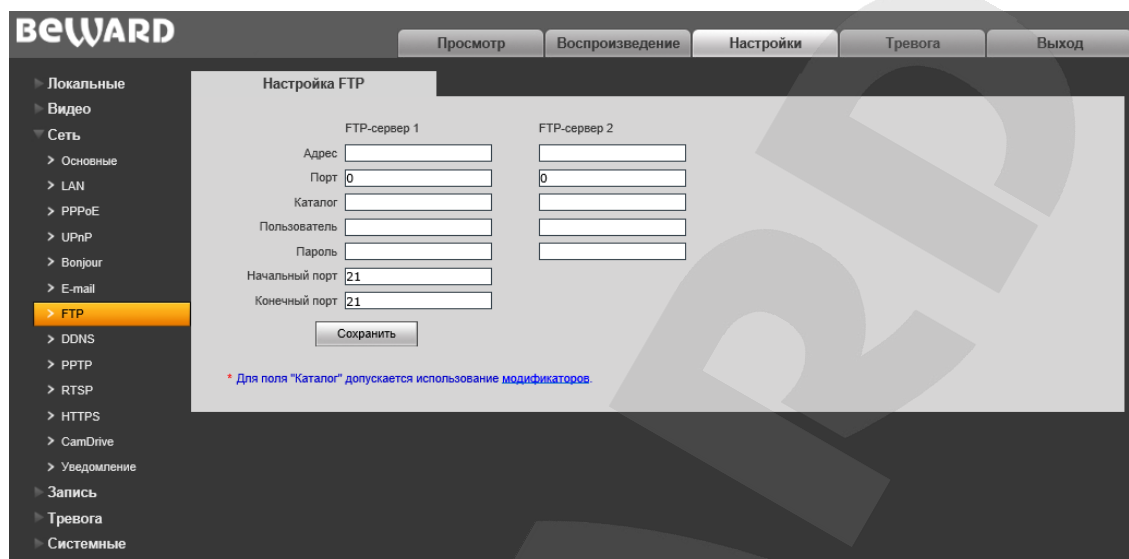 BEWARD
Просмотр Воспроизведение Настройки Тревога Выход
Локальные
Видео
Сеть
> Основные
> LAN
> PPPoE
> UPnP
> Bonjour
> E-mail
> FTP
> DDNS
> PPTP
> RTSP
> HTTPS
> CamDrive
> Уведомление
Запись
Тревога
Системные
Настройка FTP
FTP-сервер 1 FTP-сервер 2
Адрес
Порт 0 0
Каталог
Пользователь
Пароль
Начальный порт 21
Конечный порт 21
Сохранить
* Для поля "Каталог" допускается использование модификаторов.